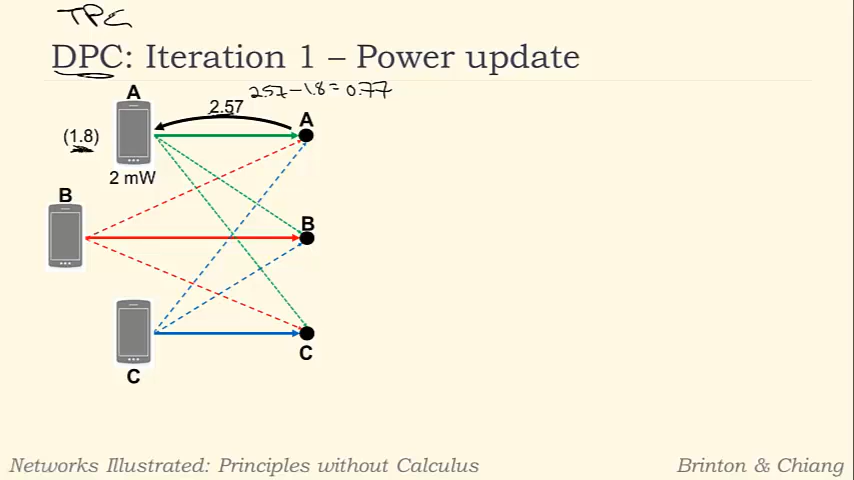 TPC
DPC: Iteration 1 – Power update
2.57 – 1.8 = 0.77
A
2.57
A
(1.8)
2 mW
B
B
C
C
Networks Illustrated: Principles without Calculus
Brinton & Chiang